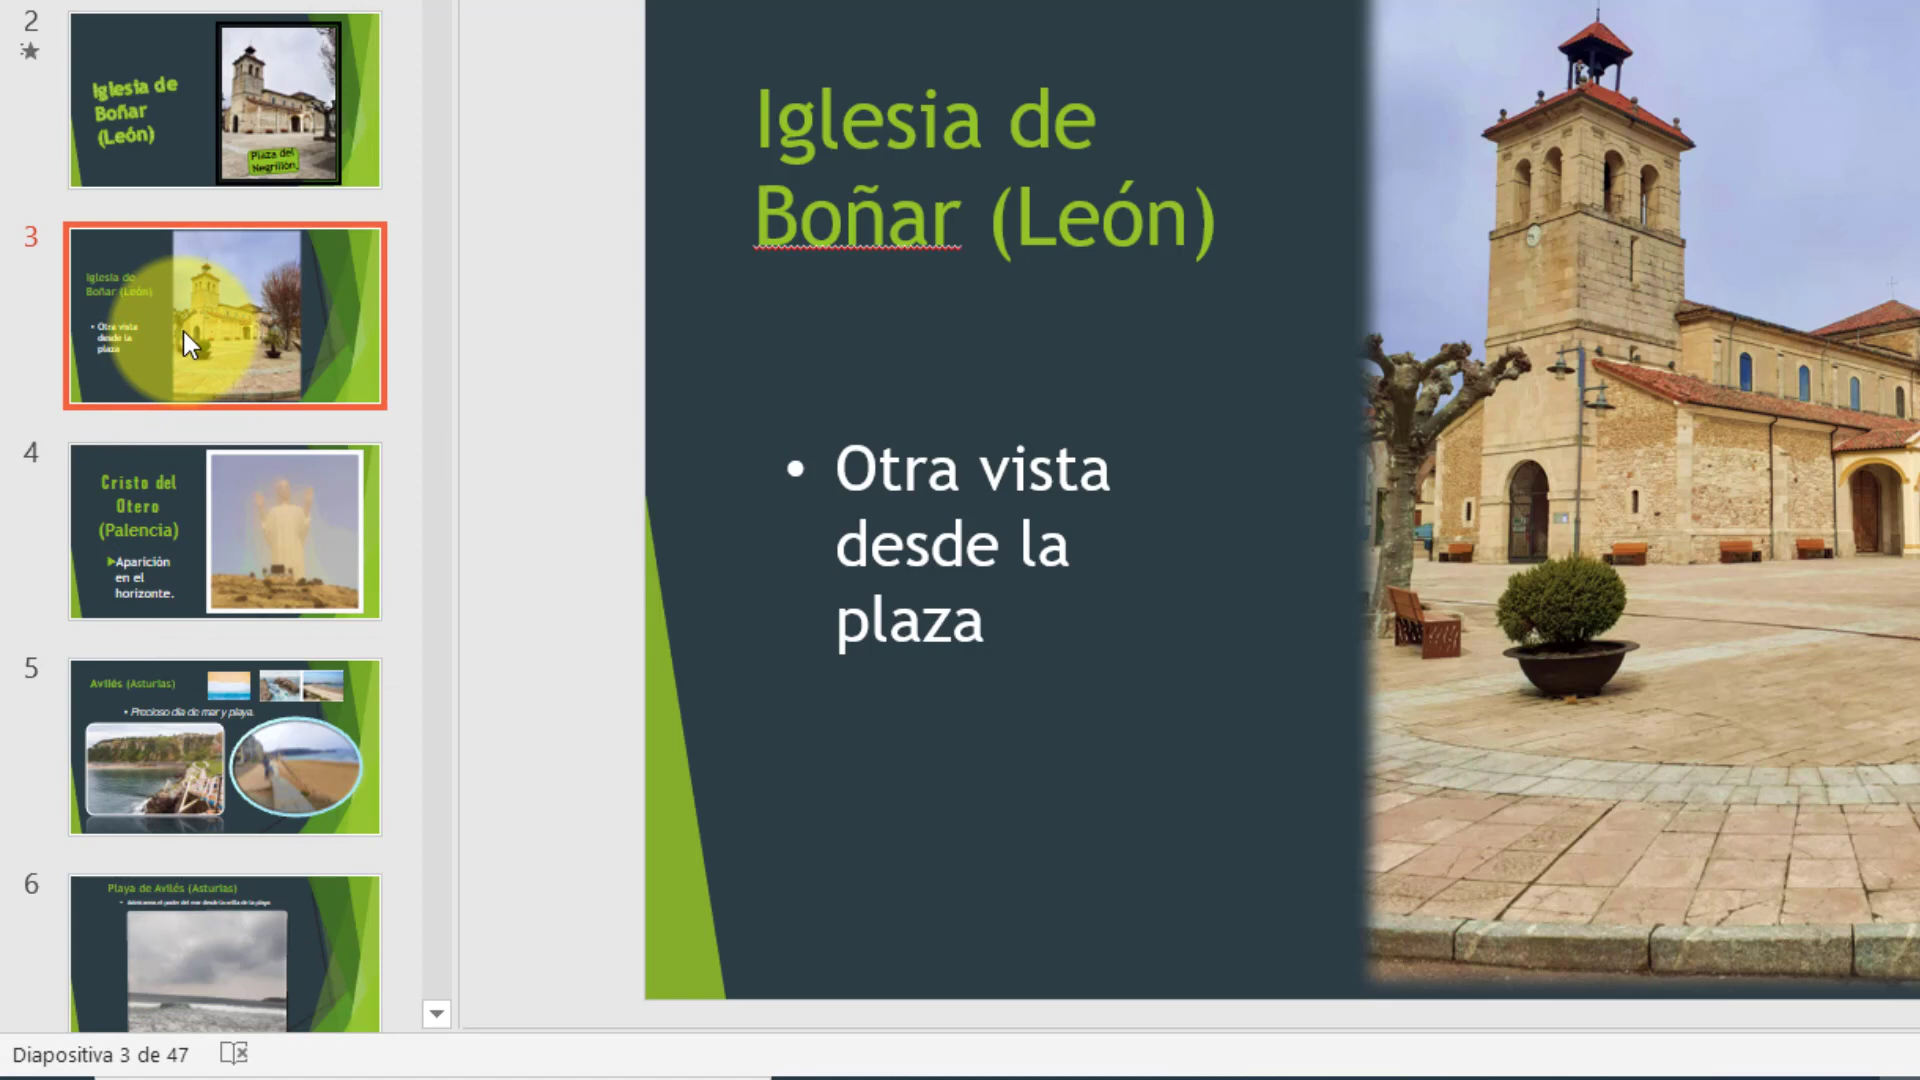 2
Iglesia de
Boñar
(León)
Plaza del
Negrillón.
3
Iglesia de
Boñar (León)
• Otra vista
desde la
plaza
4
Cristo del
Otero
(Palencia)
Aparición
en el
horizonte.
5
Avilés (Asturias)
• Precioso día de mar y playa.
6
Playa de Avilés (Asturias)
Iglesia de
Boñar (León)
• Otra vista
desde la
plaza
Diapositiva 3 de 47